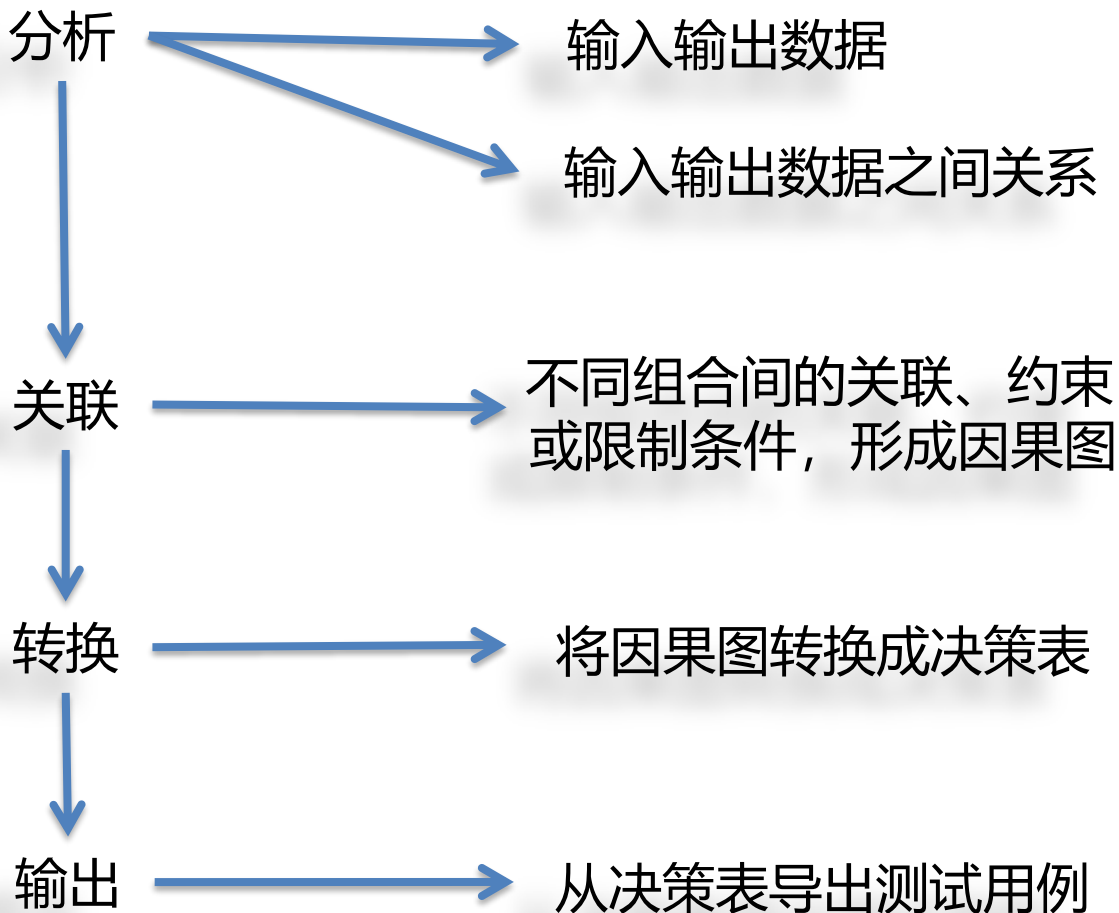 分析
输入输出数据
输入输出数据之间关系
关联
不同组合间的关联、约束
或限制条件，形成因果图
转换
将因果图转换成决策表
输出
从决策表导出测试用例